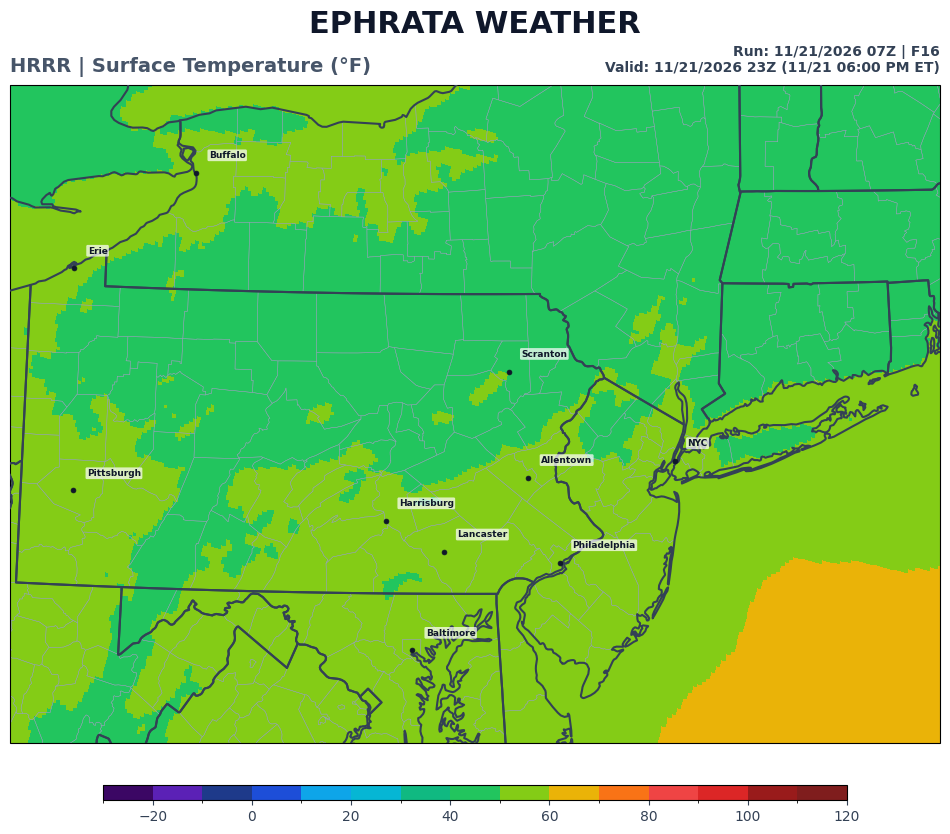 EPHRATA WEATHER
HRRR | Surface Temperature (°F)
Run: 11/21/2026 07Z | F16
Valid: 11/21/2026 23Z (11/21 06:00 PM ET)
Buffalo
Erie
Scranton
NYC
Allentown
Pittsburgh
Harrisburg
Lancaster
Philadelphia
Baltimore
−20 0 20 40 60 80 100 120